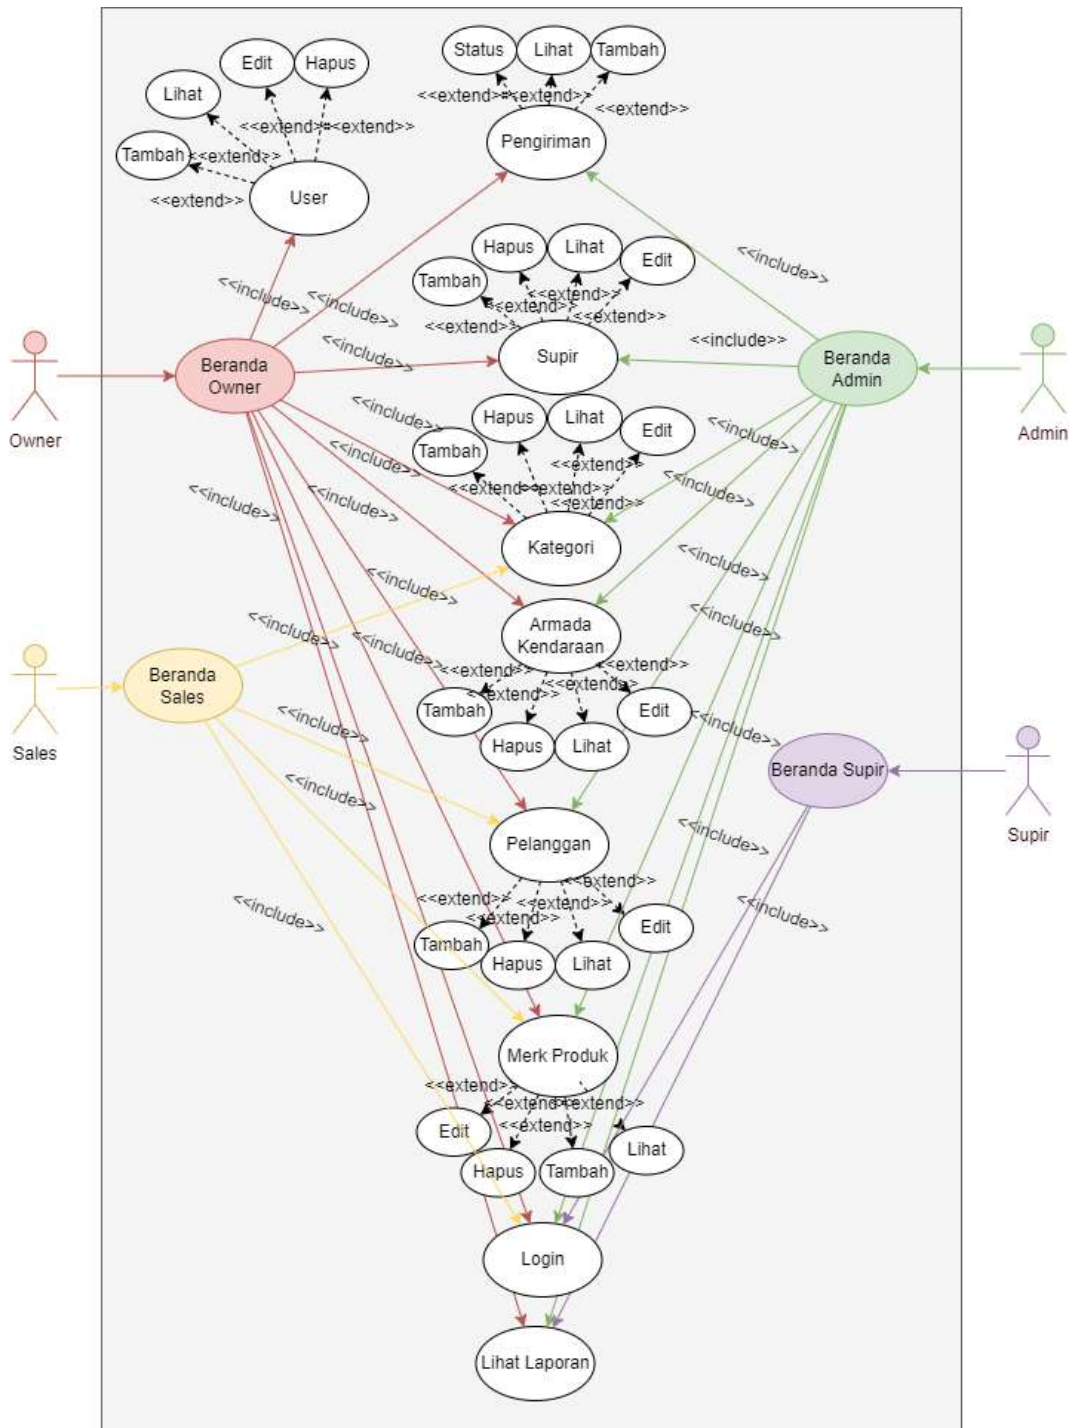 Status
Lihat
Tambah
Edit
Hapus
Lihat
<<extend>>
<<extend>>
<<extend>>
<<extend>>
<<extend>>
Pengiriman
Tambah
<<extend>>
User
<<extend>>
Hapus
Lihat
Edit
<<include>>
Tambah
<<include>>
<<include>>
<<extend>>
<<extend>>
<<extend>>
<<extend>>
<<include>>
Supir
<<include>>
Beranda
Owner
Beranda
Admin
Owner
Admin
<<include>>
Hapus
Lihat
Edit
<<include>>
Tambah
<<include>>
<<extend>>
<<include>>
<<include>>
<<include>>
<<extend>>
<<extend>>
<<extend>>
Kategori
<<include>>
<<include>>
<<include>>
<<include>>
Armada
Kendaraan
<<include>>
<<extend>>
<<extend>>
<<extend>>
<<extend>>
Beranda
Sales
Sales
Tambah
Edit
<<include>>
<<include>>
Hapus
Lihat
Beranda Supir
<<include>>
Supir
<<include>>
Pelanggan
<<extend>>
<<extend>>
<<extend>>
<<extend>>
<<include>>
<<include>>
Edit
Tambah
Hapus
Lihat
Merk Produk
<<extend>>
<<extend>>
<<extend>>
<<extend>>
Edit
Lihat
Hapus
Tambah
Login
Lihat Laporan